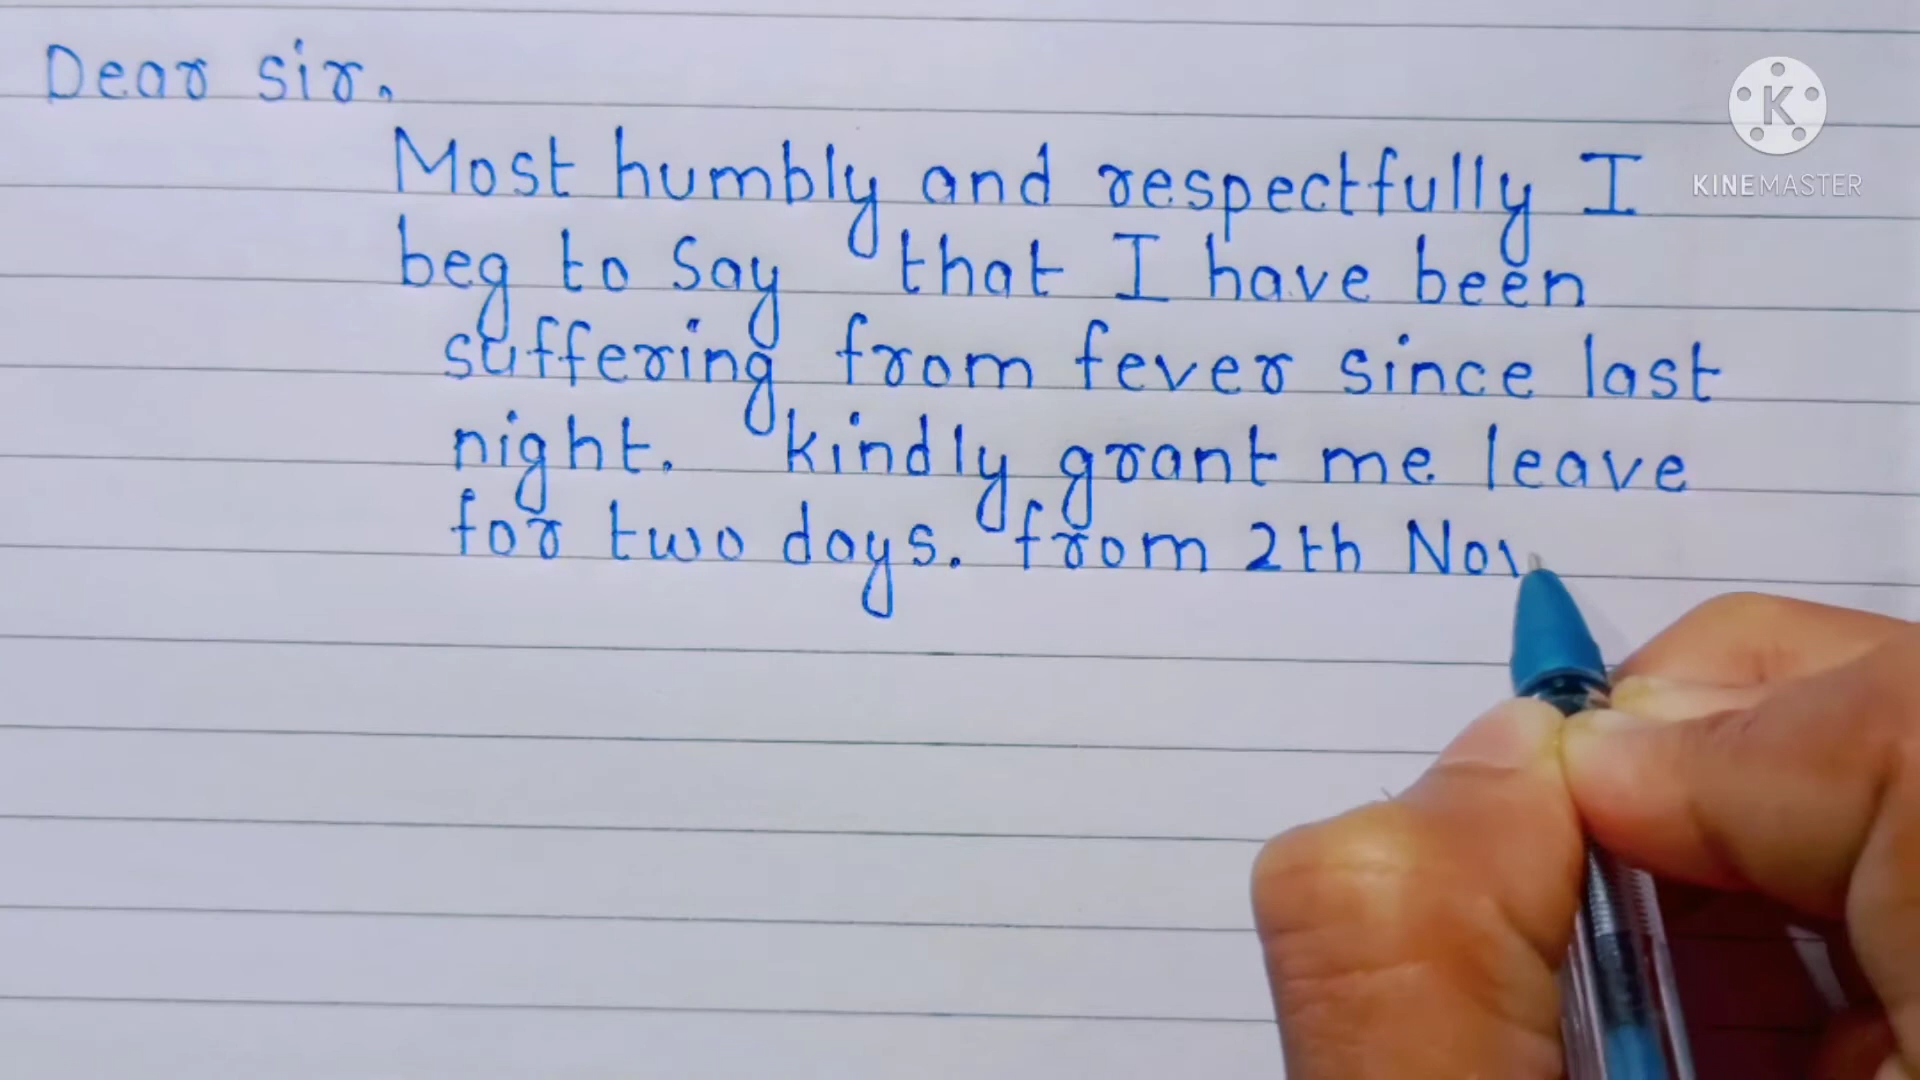 Dear sir.
Most humbly and respectfully I
beg to say that I have been
suffering from fever since last
night. kindly grant me leave
for two days. from 2th Nov
KINEMASTER